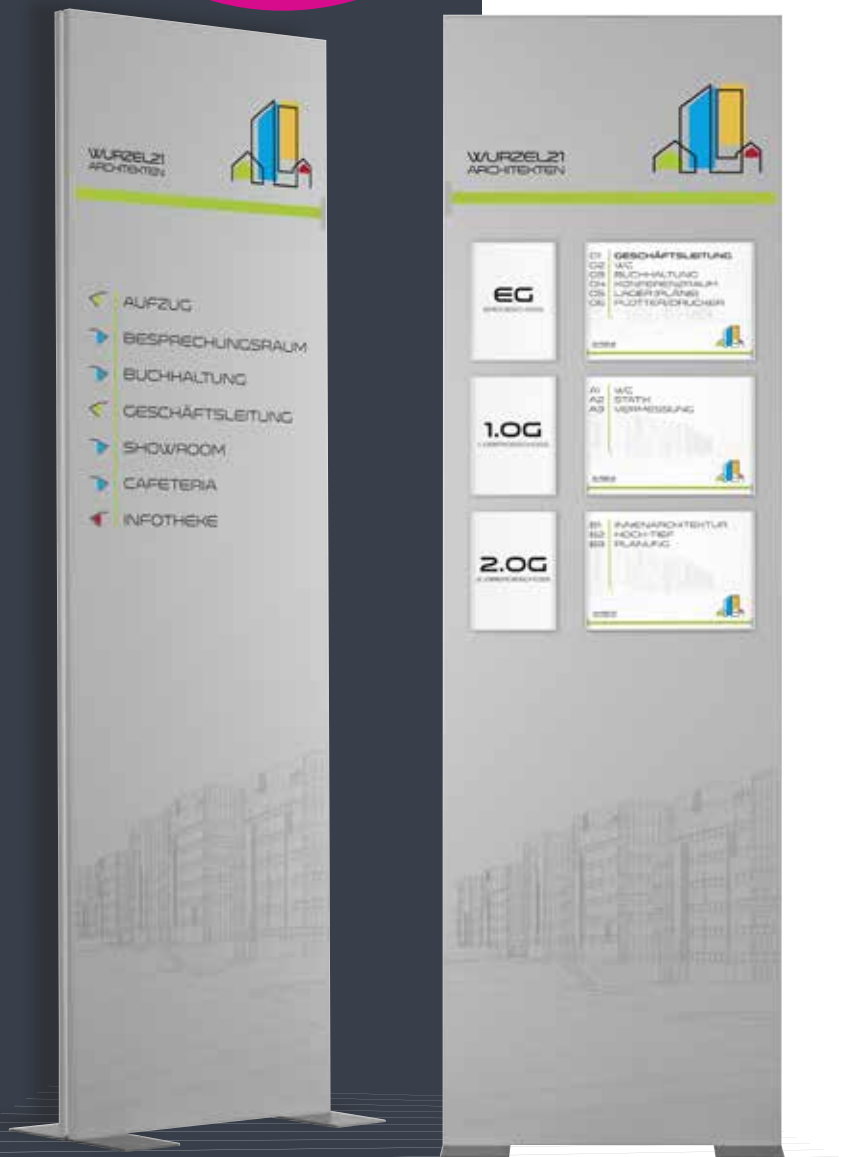 WURZEL21
ARCHITEKTEN
AUFZUG
BESPRECHUNGSRAUM
BUCHHALTUNG
GESCHÄFTSLEITUNG
SHOWROOM
CAFETERIA
INFOTHEKE
WURZEL21
ARCHITEKTEN
EG
01 GESCHÄFTSLEITUNG
02 WC
03 BUCHHALTUNG
04 KONFERENZRAUM
05 LAGER (PLÄNE)
06 PLOTTER/DRUCKER
1.OG
A1 WC
A2 STATIK
A3 VERMESSUNG
2.OG
B1 INNENARCHITEKTUR
B2 HOCH-TIEF
B3 PLANUNG